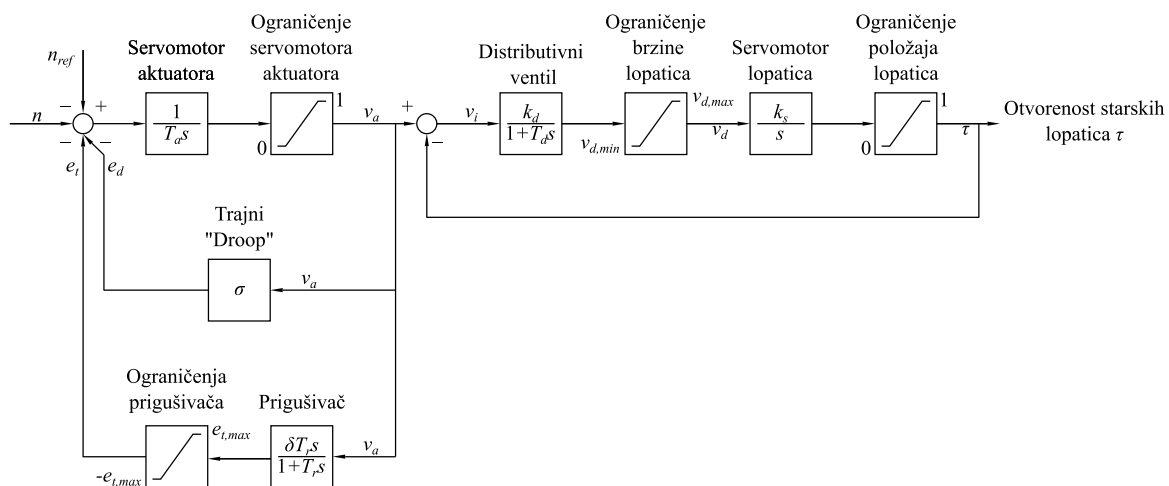 Ograničenje
servomotora
aktuatora
Servomotor
aktuatora
Distributivni
ventil
Ograničenje
brzine
lopatica
Servomotor
lopatica
Ograničenje
položaja
lopatica
n_ref
n
− − + − −
1
T_a s
1
0
v_a
+
−
v_i
k_d
1+T_d s
v_d,max
v_d,min
v_d
k_s
s
1
0
τ
Otvorenost starskih
lopatica τ
e_t
e_d
Trajni
"Droop"
σ
v_a
Ograničenja
prigušivača
e_t,max
-e_t,max
Prigušivač
δT_r s
1+T_r s
v_a